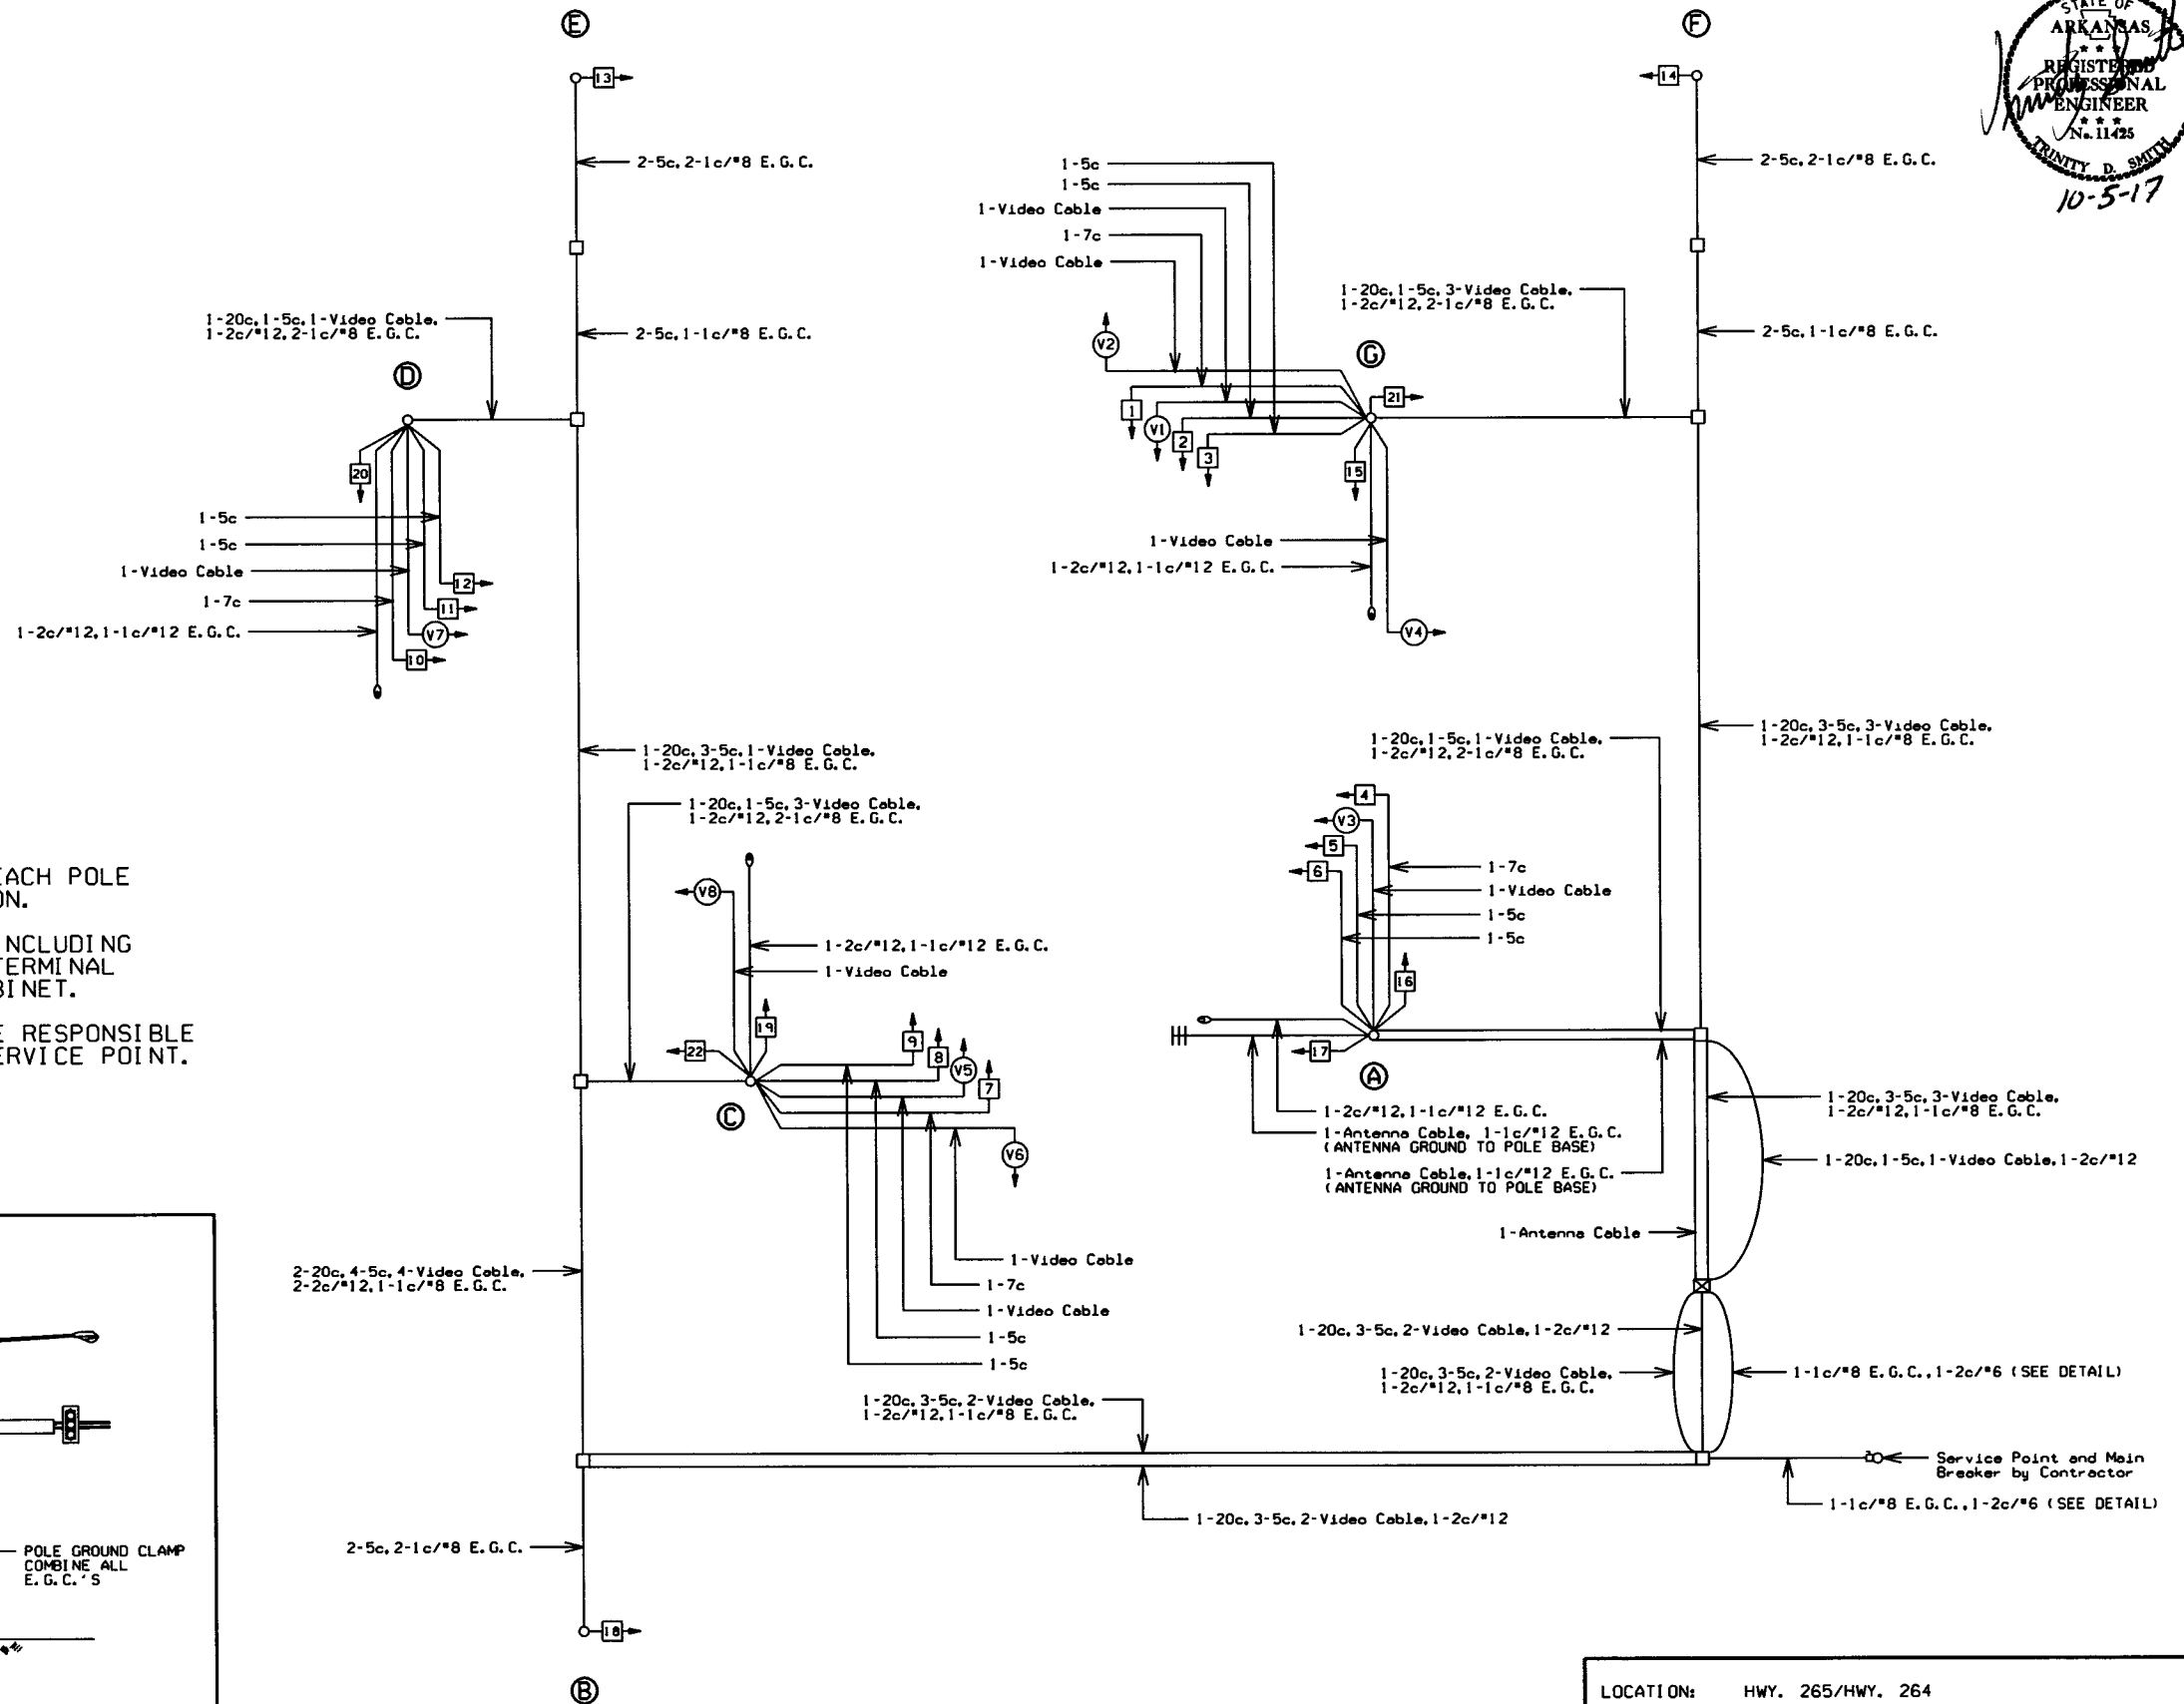 E
F
STATE OF
ARKANSAS
REGISTERED
PROFESSIONAL
ENGINEER
No. 11425
TRINITY D. SMITH
10-5-17
13
14
2-5c, 2-1c/#8 E.G.C.
2-5c, 2-1c/#8 E.G.C.
1-5c
1-5c
1-Video Cable
1-7c
1-Video Cable
1-20c, 1-5c, 3-Video Cable,
1-2c/#12, 2-1c/#8 E.G.C.
1-20c, 1-5c, 1-Video Cable,
1-2c/#12, 2-1c/#8 E.G.C.
2-5c, 1-1c/#8 E.G.C.
2-5c, 1-1c/#8 E.G.C.
V2
G
D
21
1
V1
2
3
15
20
1-5c
1-5c
1-Video Cable
1-7c
1-2c/#12, 1-1c/#12 E.G.C.
12
11
V7
10
1-Video Cable
1-2c/#12, 1-1c/#12 E.G.C.
V4
1-20c, 3-5c, 1-Video Cable,
1-2c/#12, 1-1c/#8 E.G.C.
1-20c, 1-5c, 1-Video Cable,
1-2c/#12, 2-1c/#8 E.G.C.
1-20c, 3-5c, 3-Video Cable,
1-2c/#12, 1-1c/#8 E.G.C.
1-20c, 1-5c, 3-Video Cable,
1-2c/#12, 2-1c/#8 E.G.C.
4
V3
5
6
1-7c
1-Video Cable
1-5c
1-5c
16
17
A
EACH POLE
ON.
INCLUDING
TERMINAL
BINET.
E RESPONSIBLE
ERVICE POINT.
V8
1-2c/#12, 1-1c/#12 E.G.C.
1-Video Cable
19
22
9
8
V5
7
C
V6
1-2c/#12, 1-1c/#12 E.G.C.
1-Antenna Cable, 1-1c/#12 E.G.C.
(ANTENNA GROUND TO POLE BASE)
1-Antenna Cable, 1-1c/#12 E.G.C.
(ANTENNA GROUND TO POLE BASE)
1-20c, 3-5c, 3-Video Cable,
1-2c/#12, 1-1c/#8 E.G.C.
1-20c, 1-5c, 1-Video Cable, 1-2c/#12
1-Antenna Cable
1-Video Cable
1-7c
1-Video Cable
1-5c
1-5c
2-20c, 4-5c, 4-Video Cable,
2-2c/#12, 1-1c/#8 E.G.C.
1-20c, 3-5c, 2-Video Cable, 1-2c/#12
1-20c, 3-5c, 2-Video Cable,
1-2c/#12, 1-1c/#8 E.G.C.
1-1c/#8 E.G.C., 1-2c/#6 (SEE DETAIL)
1-20c, 3-5c, 2-Video Cable,
1-2c/#12, 1-1c/#8 E.G.C.
Service Point and Main
Breaker by Contractor
1-1c/#8 E.G.C., 1-2c/#6 (SEE DETAIL)
1-20c, 3-5c, 2-Video Cable, 1-2c/#12
2-5c, 2-1c/#8 E.G.C.
POLE GROUND CLAMP
COMBINE ALL
E.G.C.'S
18
B
LOCATION: HWY. 265/HWY. 264